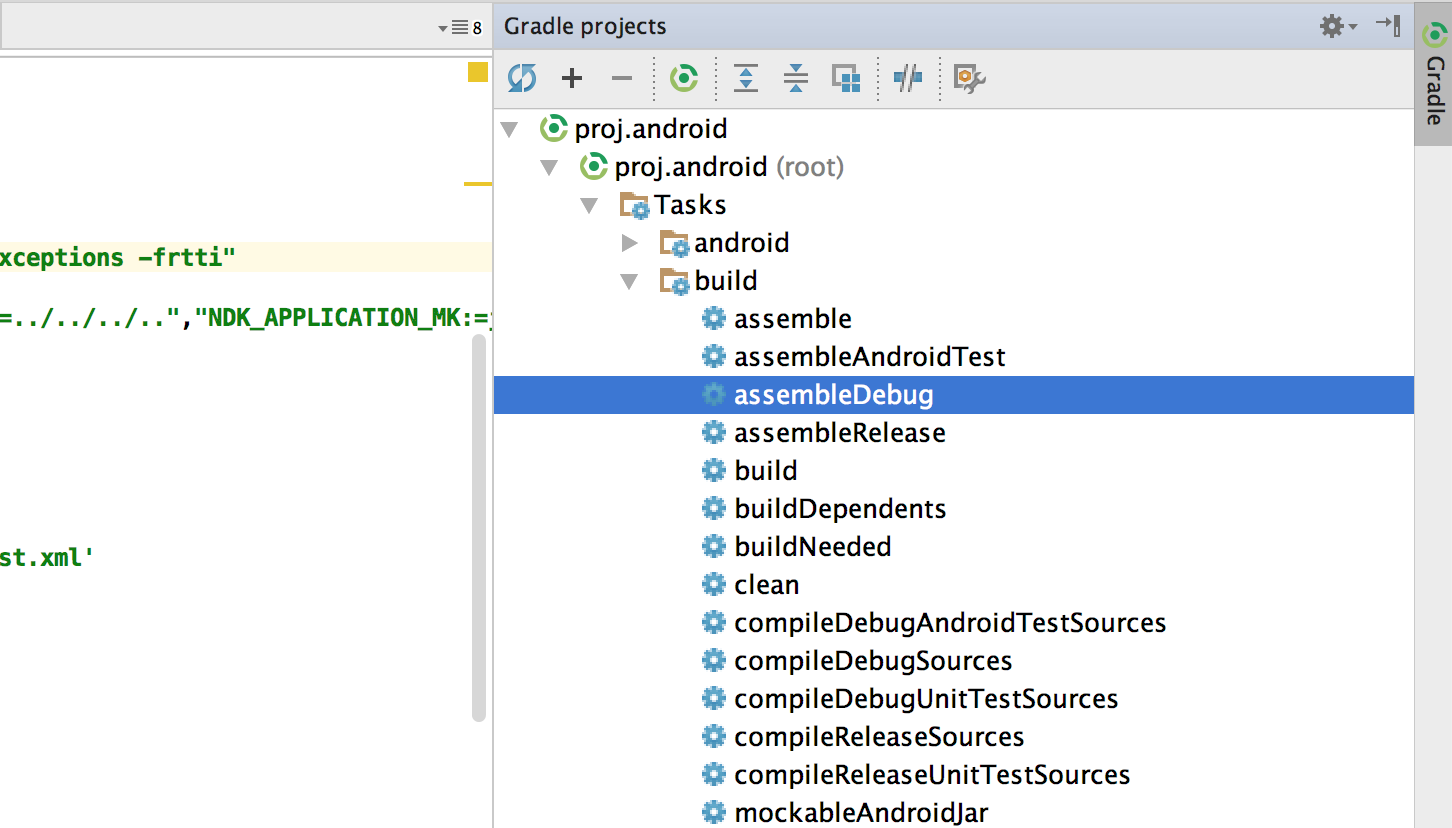 8
xceptions -frtti"
=../../../..","NDK_APPLICATION_MK:=
st.xml'
Gradle projects
proj.android
proj.android (root)
Tasks
android
build
assemble
assembleAndroidTest
assembleDebug
assembleRelease
build
buildDependents
buildNeeded
clean
compileDebugAndroidTestSources
compileDebugSources
compileDebugUnitTestSources
compileReleaseSources
compileReleaseUnitTestSources
mockableAndroidJar
Gradle